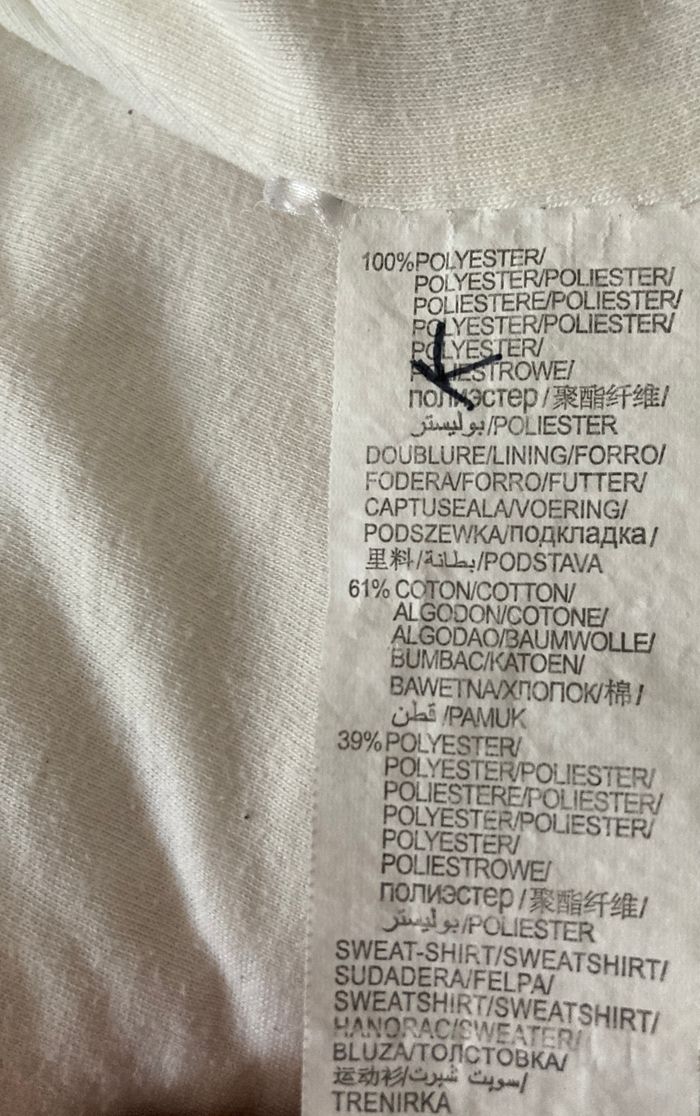 100%POLYESTER/
POLYESTER/POLIESTER/
POLIESTERE/POLIESTER/
POLYESTER/POLIESTER/
POLYESTER/
POLIESTROWE/
полиэстер/聚酯纤维/
بوليستر/POLIESTER
DOUBLURE/LINING/FORRO/
FODERA/FORRO/FUTTER/
CAPTUSEALA/VOERING/
PODSZEWKA/подкладка/
里料/بطانة/PODSTAVA
61% COTON/COTTON/
ALGODON/COTONE/
ALGODAO/BAUMWOLLE/
BUMBAC/KATOEN/
BAWETNA/ХЛОПОК/棉/
قطن/PAMUK
39%POLYESTER/
POLYESTER/POLIESTER/
POLIESTERE/POLIESTER/
POLYESTER/POLIESTER/
POLYESTER/
POLIESTROWE/
полиэстер/聚酯纤维/
بوليستر/POLIESTER
SWEAT-SHIRT/SWEATSHIRT/
SUDADERA/FELPA/
SWEATSHIRT/SWEATSHIRT/
HANORAC/SWEATER/
BLUZA/ТОЛСТОВКА/
运动衫/سويت شيرت/
TRENIRKA